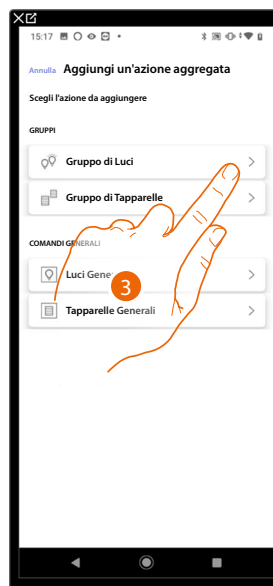 15:17
Annulla Aggiungi un'azione aggregata
Scegli l'azione da aggiungere
GRUPPI
Gruppo di Luci
Gruppo di Tapparelle
COMANDI GENERALI
Luci Gene
3
Tapparelle Generali